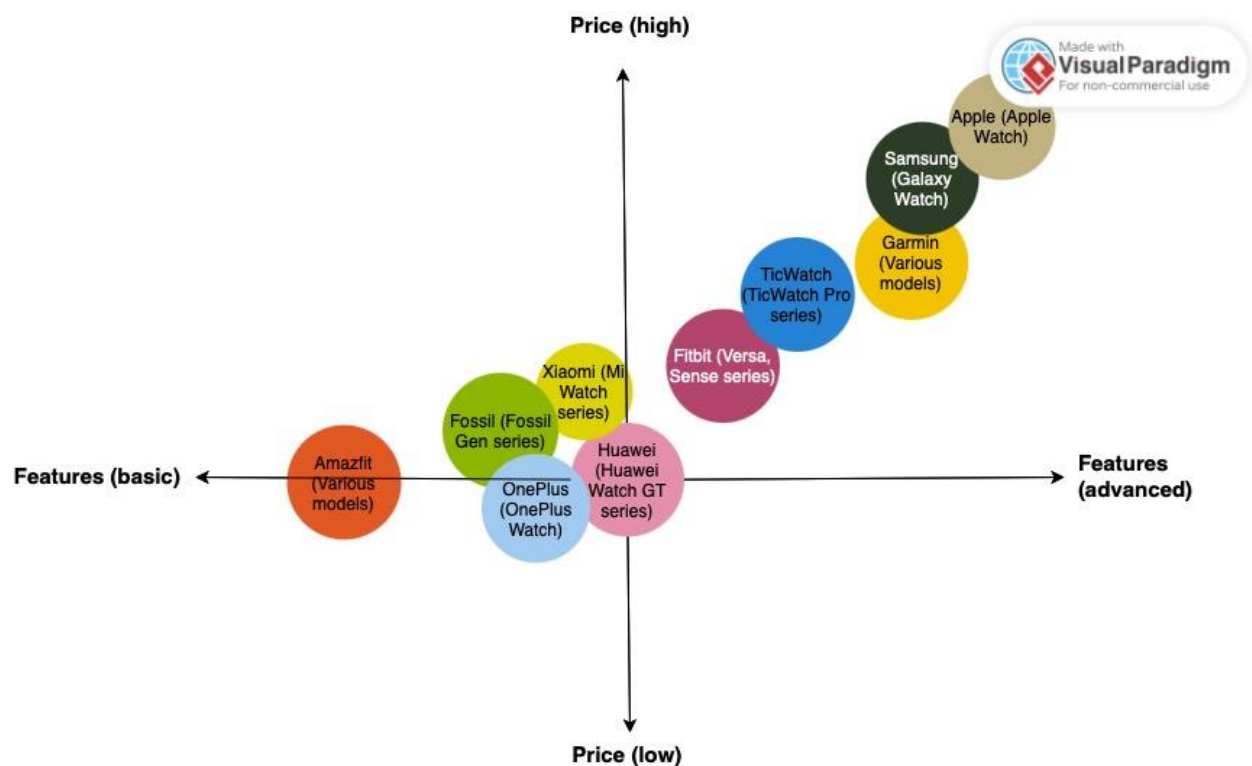 Price (high)
Made with
Visual Paradigm
For non-commercial use
Apple (Apple
Watch)
Samsung
(Galaxy
Watch)
Garmin
(Various
models)
TicWatch
(TicWatch Pro
series)
Fitbit (Versa,
Sense series)
Xiaomi (Mi
Watch
series)
Fossil (Fossil
Gen series)
Huawei
(Huawei
Watch GT
series)
Features (basic)
Amazfit
(Various
models)
OnePlus
(OnePlus
Watch)
Features
(advanced)
Price (low)